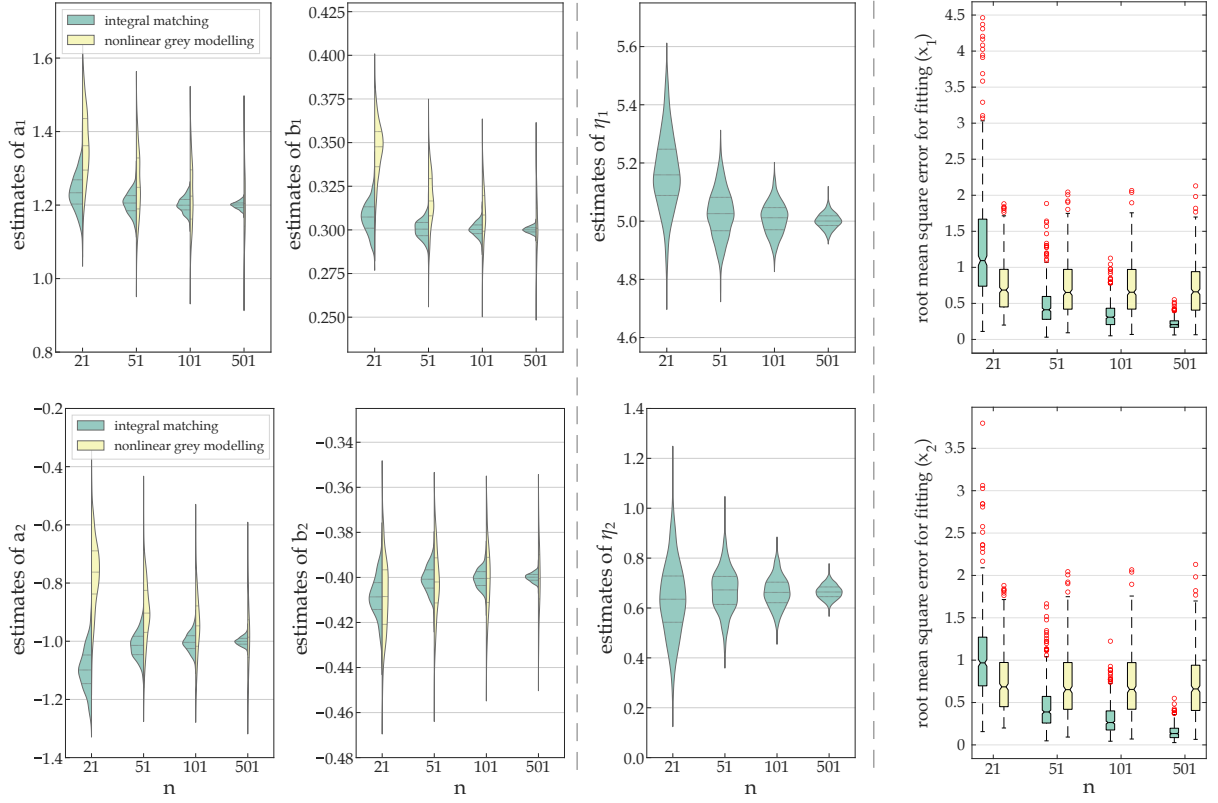 integral matching
nonlinear grey modelling
estimates of a₁
1.6
1.4
1.2
1.0
0.8
21 51 101 501
estimates of b₁
0.400
0.375
0.350
0.325
0.300
0.275
0.250
21 51 101 501
estimates of η₁
5.6
5.4
5.2
5.0
4.8
4.6
21 51 101 501
root mean square error for fitting (x₁)
4.5
4
3.5
3
2.5
2
1.5
1
0.5
0
21 51 101 501
integral matching
nonlinear grey modelling
estimates of a₂
−0.2
−0.4
−0.6
−0.8
−1.0
−1.2
−1.4
21 51 101 501
n
estimates of b₂
−0.34
−0.36
−0.38
−0.40
−0.42
−0.44
−0.46
−0.48
21 51 101 501
n
estimates of η₂
1.4
1.2
1.0
0.8
0.6
0.4
0.2
0.0
21 51 101 501
n
root mean square error for fitting (x₂)
3.5
3
2.5
2
1.5
1
0.5
0
21 51 101 501
n